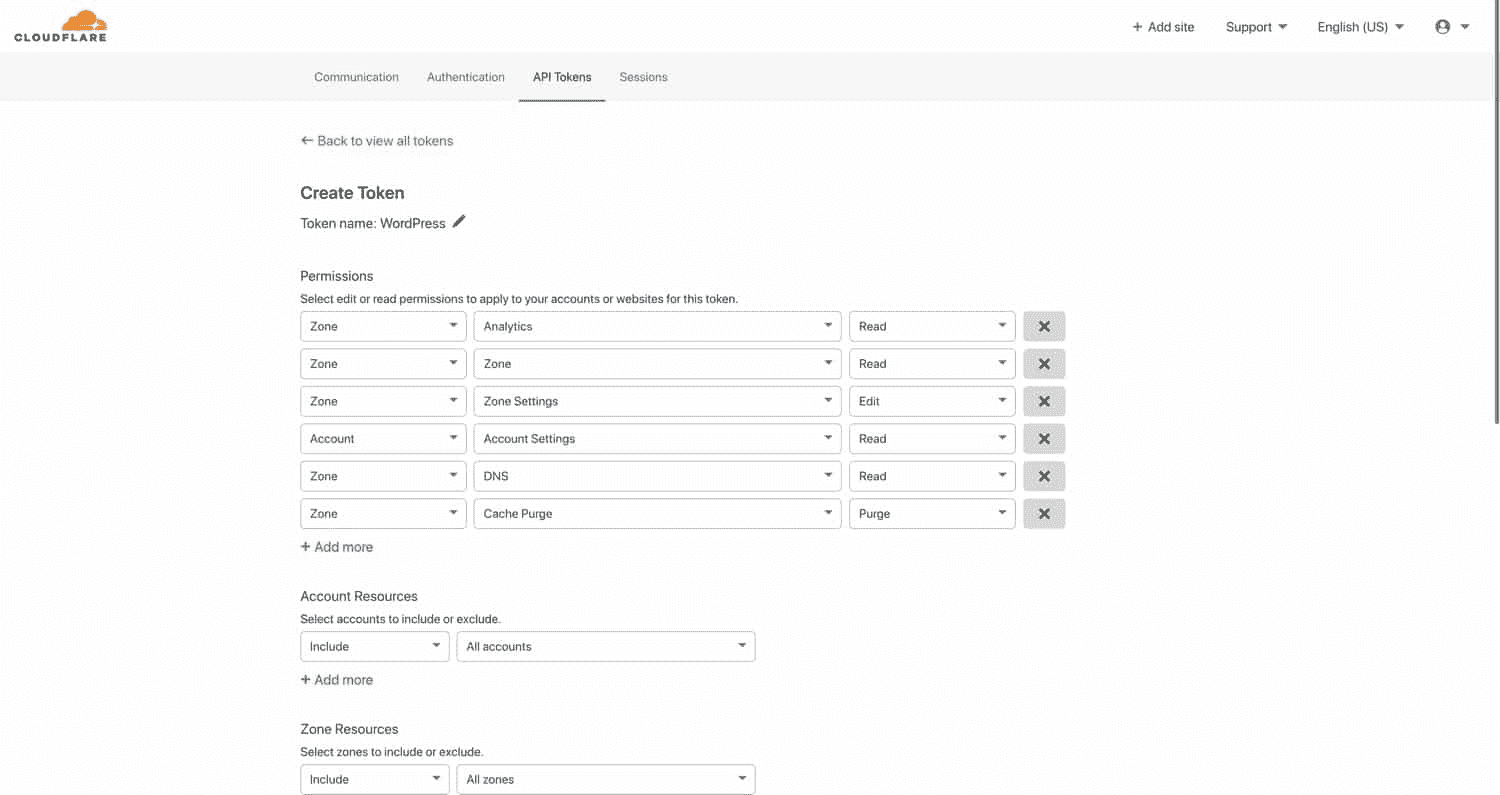 CLOUDFLARE
+ Add site Support English (US)
Communication Authentication API Tokens Sessions
← Back to view all tokens
Create Token
Token name: WordPress
Permissions
Select edit or read permissions to apply to your accounts or websites for this token.
Zone Analytics Read
Zone Zone Read
Zone Zone Settings Edit
Account Account Settings Read
Zone DNS Read
Zone Cache Purge Purge
+ Add more
Account Resources
Select accounts to include or exclude.
Include All accounts
+ Add more
Zone Resources
Select zones to include or exclude.
Include All zones